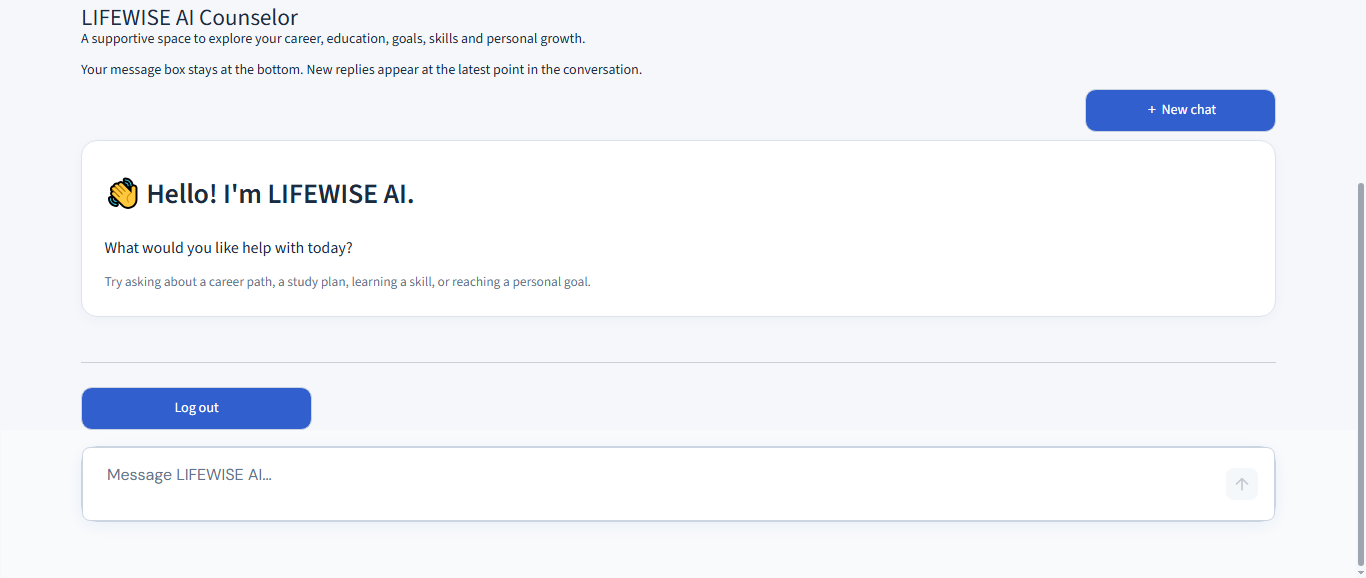 LIFEWISE AI Counselor
A supportive space to explore your career, education, goals, skills and personal growth.
Your message box stays at the bottom. New replies appear at the latest point in the conversation.
+ New chat
👋 Hello! I'm LIFEWISE AI.
What would you like help with today?
Try asking about a career path, a study plan, learning a skill, or reaching a personal goal.
Log out
Message LIFEWISE AI...